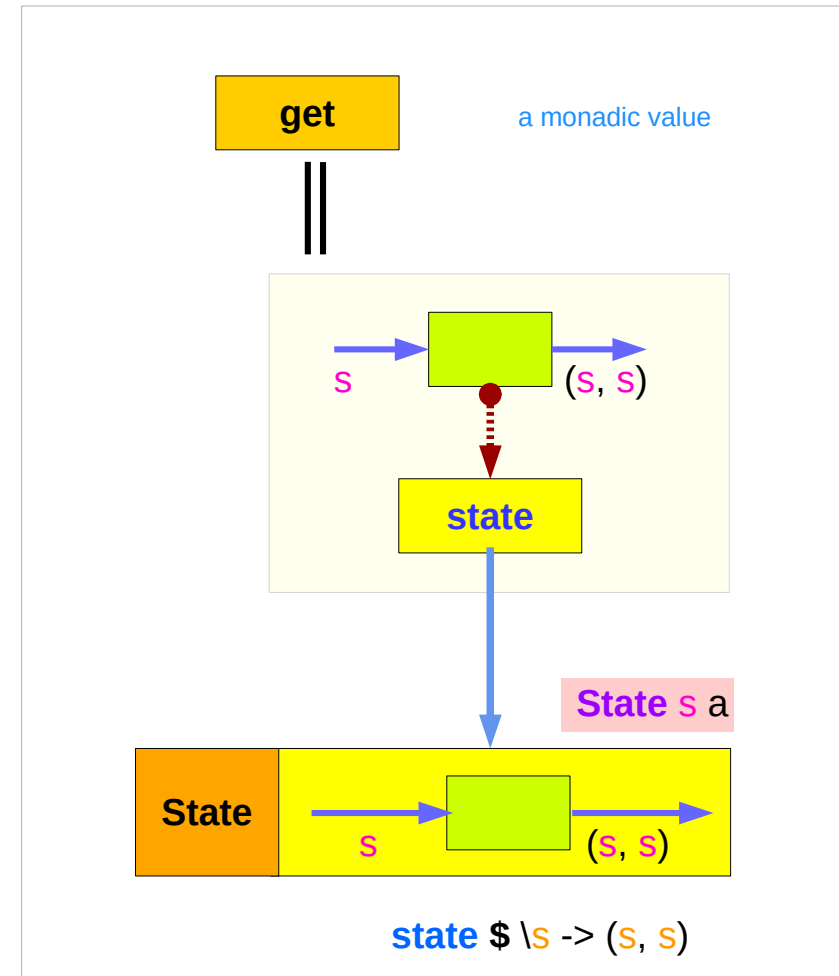 get
a monadic value
s
(s, s)
state
State s a
State
s
(s, s)
state $ \s -> (s, s)